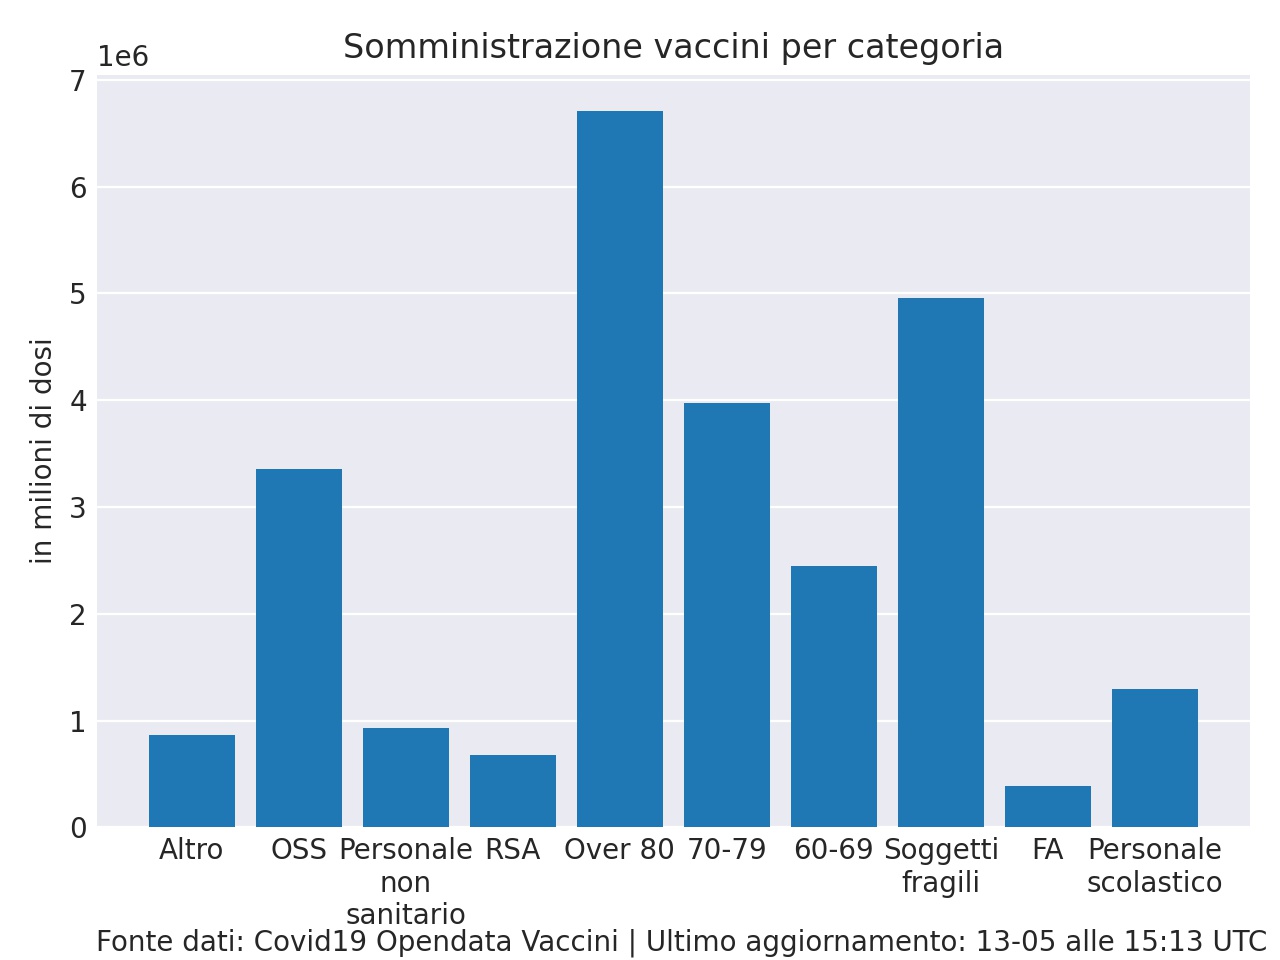 Somministrazione vaccini per categoria
1e6
7
6
5
4
3
2
1
0
in milioni di dosi
Altro OSS Personale RSA Over 80 70-79 60-69 Soggetti FA Personale
non fragili scolastico
sanitario
Fonte dati: Covid19 Opendata Vaccini | Ultimo aggiornamento: 13-05 alle 15:13 UTC